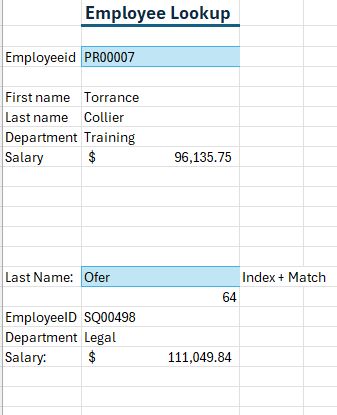 Employee Lookup
Employeeid PR00007
First name Torrance
Last name Collier
Department Training
Salary $ 96,135.75
Last Name: Ofer Index + Match
64
EmployeeID SQ00498
Department Legal
Salary: $ 111,049.84